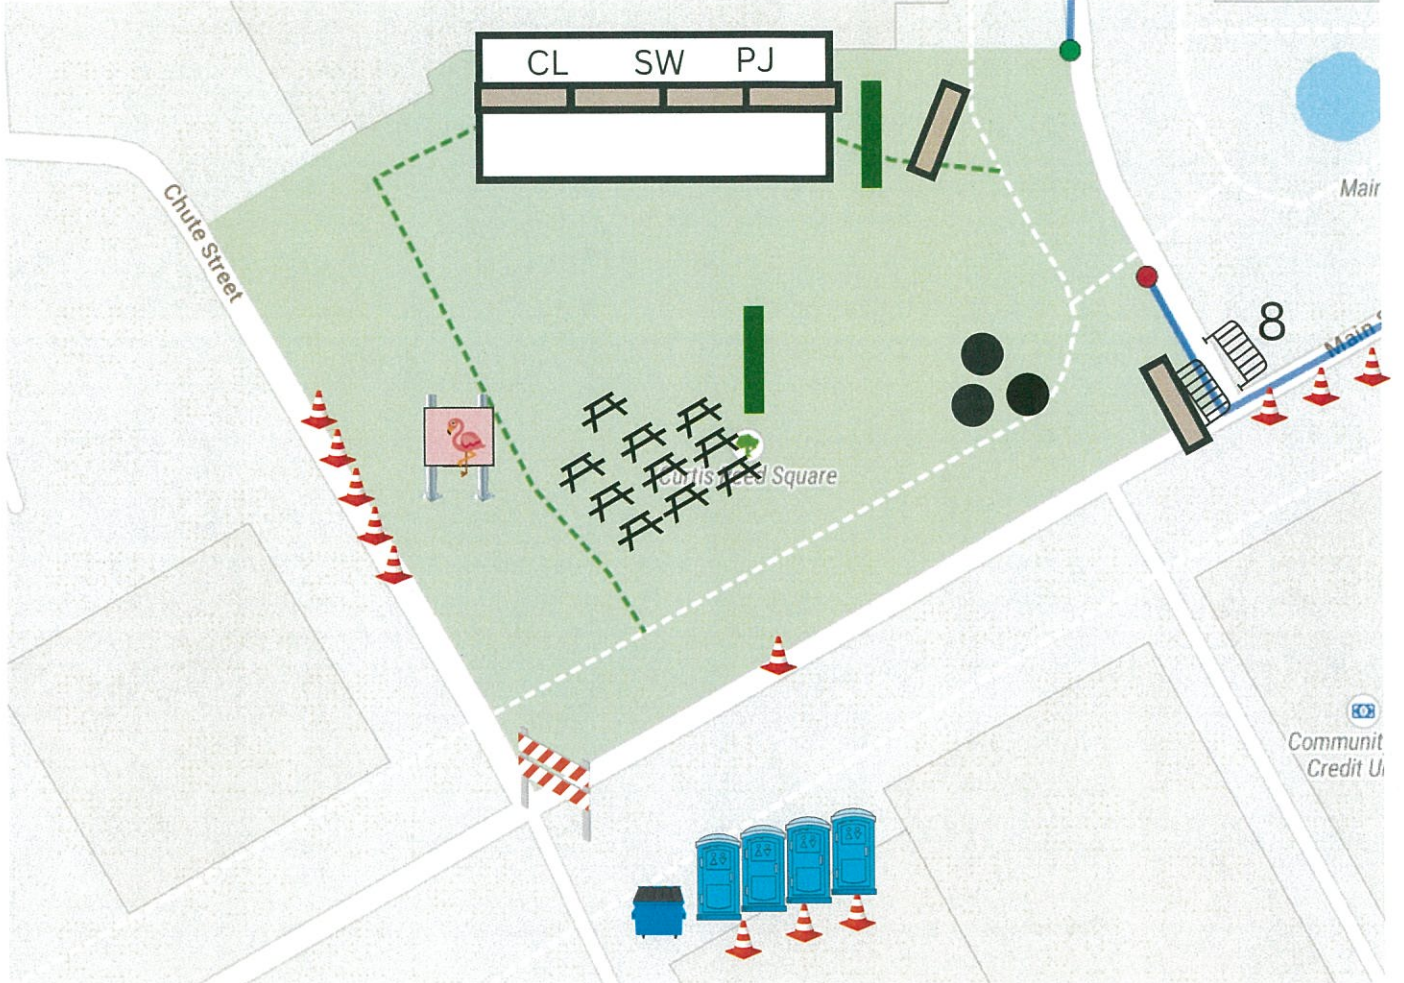 CL SW PJ
Main
Chute Street
8
Main S
Curtis Reed Square
Communit
Credit U